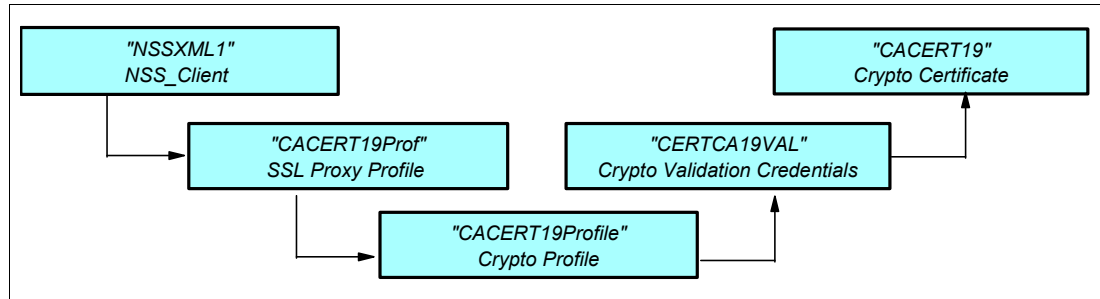 "NSSXML1"
NSS_Client
"CACERT19"
Crypto Certificate
"CACERT19Prof"
SSL Proxy Profile
"CERTCA19VAL"
Crypto Validation Credentials
"CACERT19Profile"
Crypto Profile